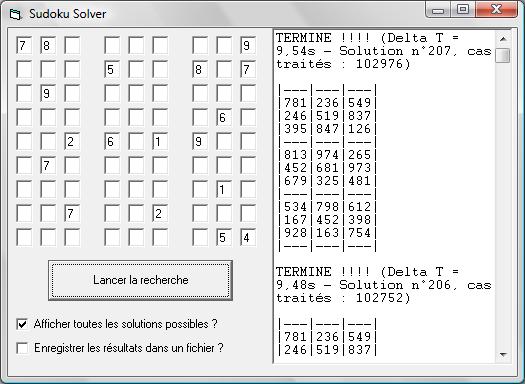 Sudoku Solver
7 8 9
5 8 7
9
6
2 6 1 9
7
1
7 2
5 4
Lancer la recherche
Afficher toutes les solutions possibles ?
Enregistrer les résultats dans un fichier ?
TERMINE !!!! (Delta T =
9,54s - Solution n°207, cas
traités : 102976)
|---|---|---|
|781|236|549|
|246|519|837|
|395|847|126|
|---|---|---|
|813|974|265|
|452|681|973|
|679|325|481|
|---|---|---|
|534|798|612|
|167|452|398|
|928|163|754|
|---|---|---|
TERMINE !!!! (Delta T =
9,48s - Solution n°206, cas
traités : 102752)
|---|---|---|
|781|236|549|
|246|519|837|